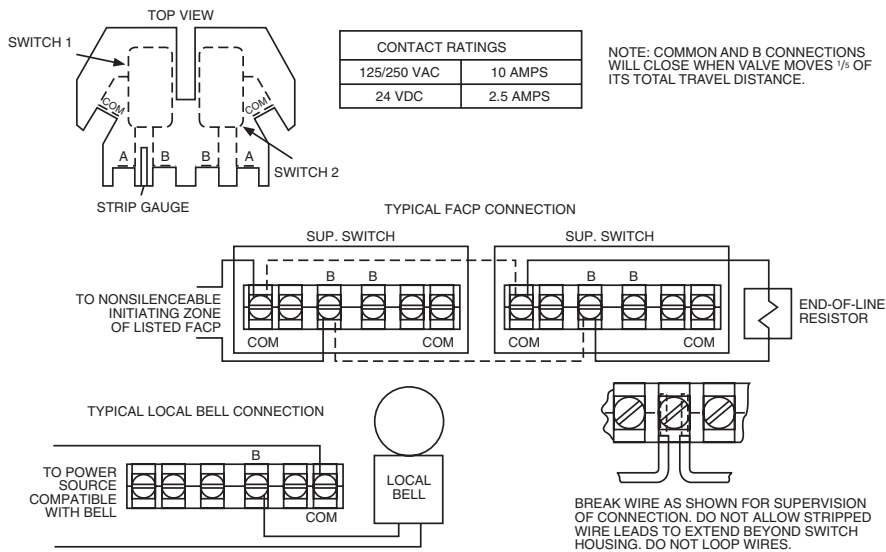 TOP VIEW
SWITCH 1
COM
COM
A B B A
SWITCH 2
STRIP GAUGE
CONTACT RATINGS
125/250 VAC 10 AMPS
24 VDC 2.5 AMPS
NOTE: COMMON AND B CONNECTIONS
WILL CLOSE WHEN VALVE MOVES 1/5 OF
ITS TOTAL TRAVEL DISTANCE.
TYPICAL FACP CONNECTION
SUP. SWITCH
SUP. SWITCH
B B
B B
TO NONSILENCEABLE
INITIATING ZONE
OF LISTED FACP
COM COM
COM COM
END-OF-LINE
RESISTOR
TYPICAL LOCAL BELL CONNECTION
B
TO POWER
SOURCE
COMPATIBLE
WITH BELL
COM
LOCAL
BELL
BREAK WIRE AS SHOWN FOR SUPERVISION
OF CONNECTION. DO NOT ALLOW STRIPPED
WIRE LEADS TO EXTEND BEYOND SWITCH
HOUSING. DO NOT LOOP WIRES.